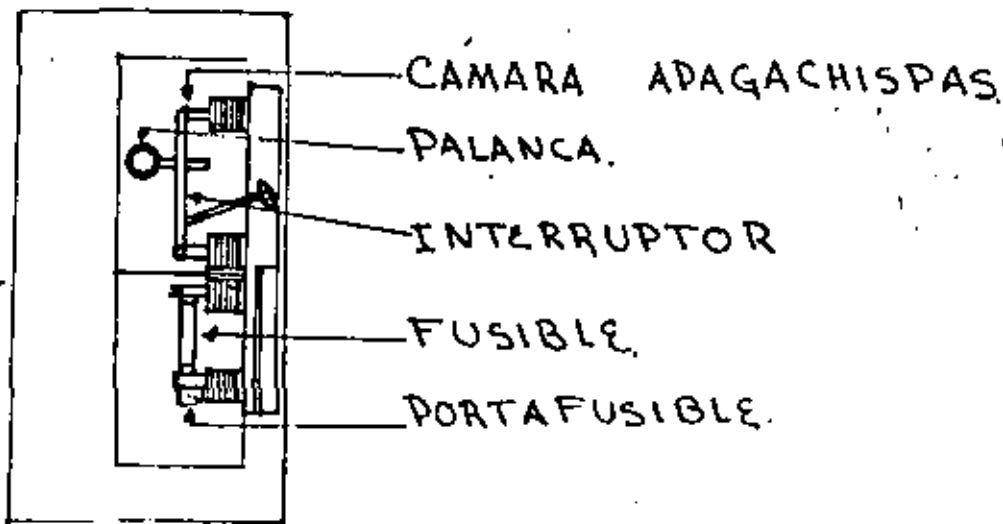 CAMARA APAGACHISPAS.
PALANCA.
INTERRUPTOR
FUSIBLE.
PORTAFUSIBLE.